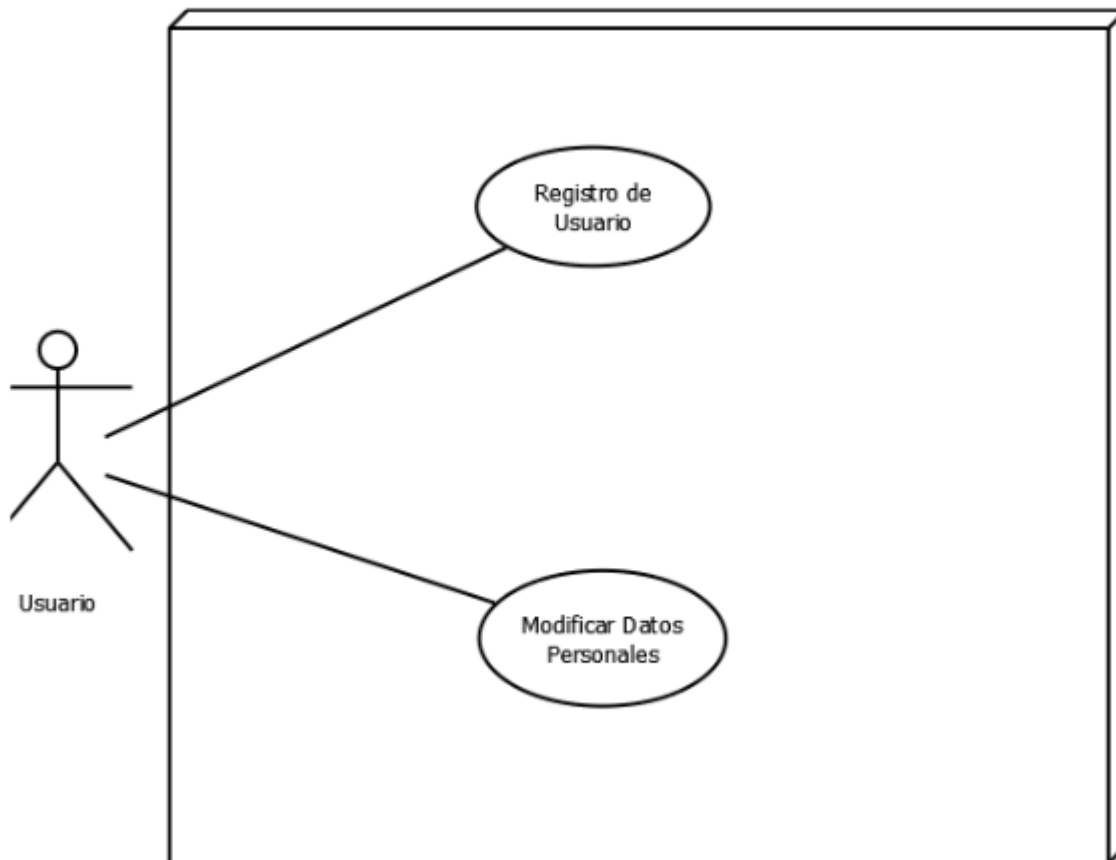 Registro de
Usuario
Usuario
Modificar Datos
Personales